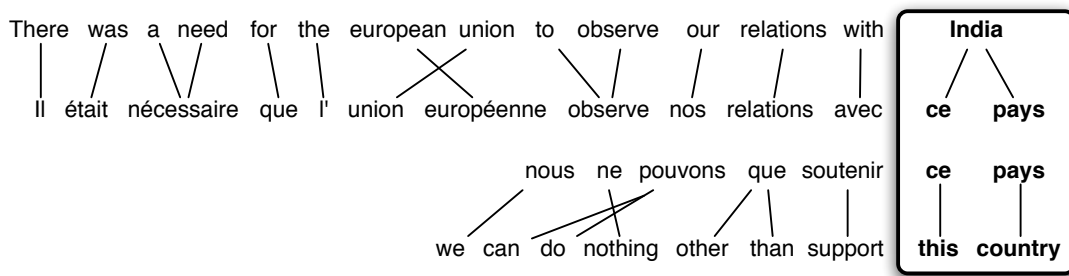 There was a need for the european union to observe our relations with India
Il était nécessaire que l' union européenne observe nos relations avec ce pays
nous ne pouvons que soutenir ce pays
we can do nothing other than support this country